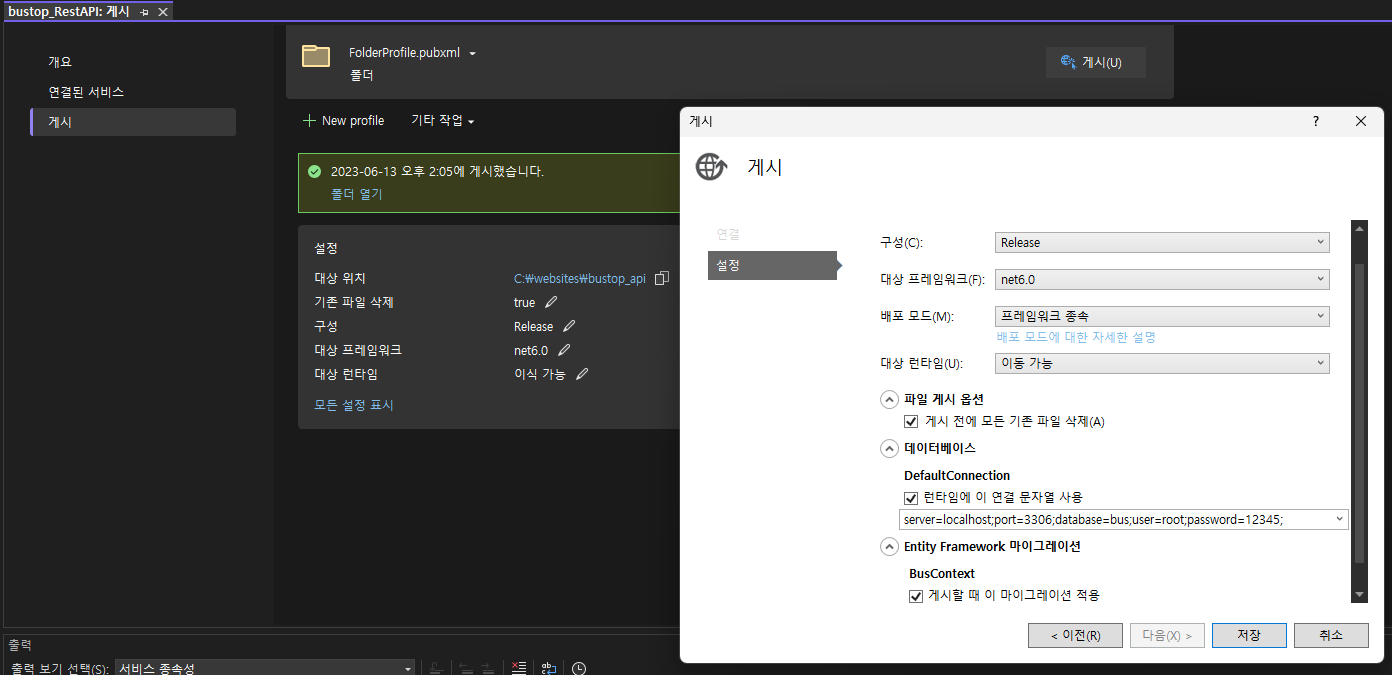 bustop_RestAPI: 게시
개요
연결된 서비스
게시
FolderProfile.pubxml
폴더
게시(U)
New profile 기타 작업
2023-06-13 오후 2:05에 게시했습니다.
폴더 열기
설정
대상 위치 C:￦websites￦bustop_api
기존 파일 삭제 true
구성 Release
대상 프레임워크 net6.0
대상 런타임 이식 가능
모든 설정 표시
게시 ?
게시
연결
설정
구성(C): Release
대상 프레임워크(F): net6.0
배포 모드(M): 프레임워크 종속
배포 모드에 대한 자세한 설명
대상 런타임(U): 이동 가능
파일 게시 옵션
게시 전에 모든 기존 파일 삭제(A)
데이터베이스
DefaultConnection
런타임에 이 연결 문자열 사용
server=localhost;port=3306;database=bus;user=root;password=12345;
Entity Framework 마이그레이션
BusContext
게시할 때 이 마이그레이션 적용
< 이전(R) 다음(X) > 저장 취소
출력
출력 보기 선택(S): 서비스 종속성